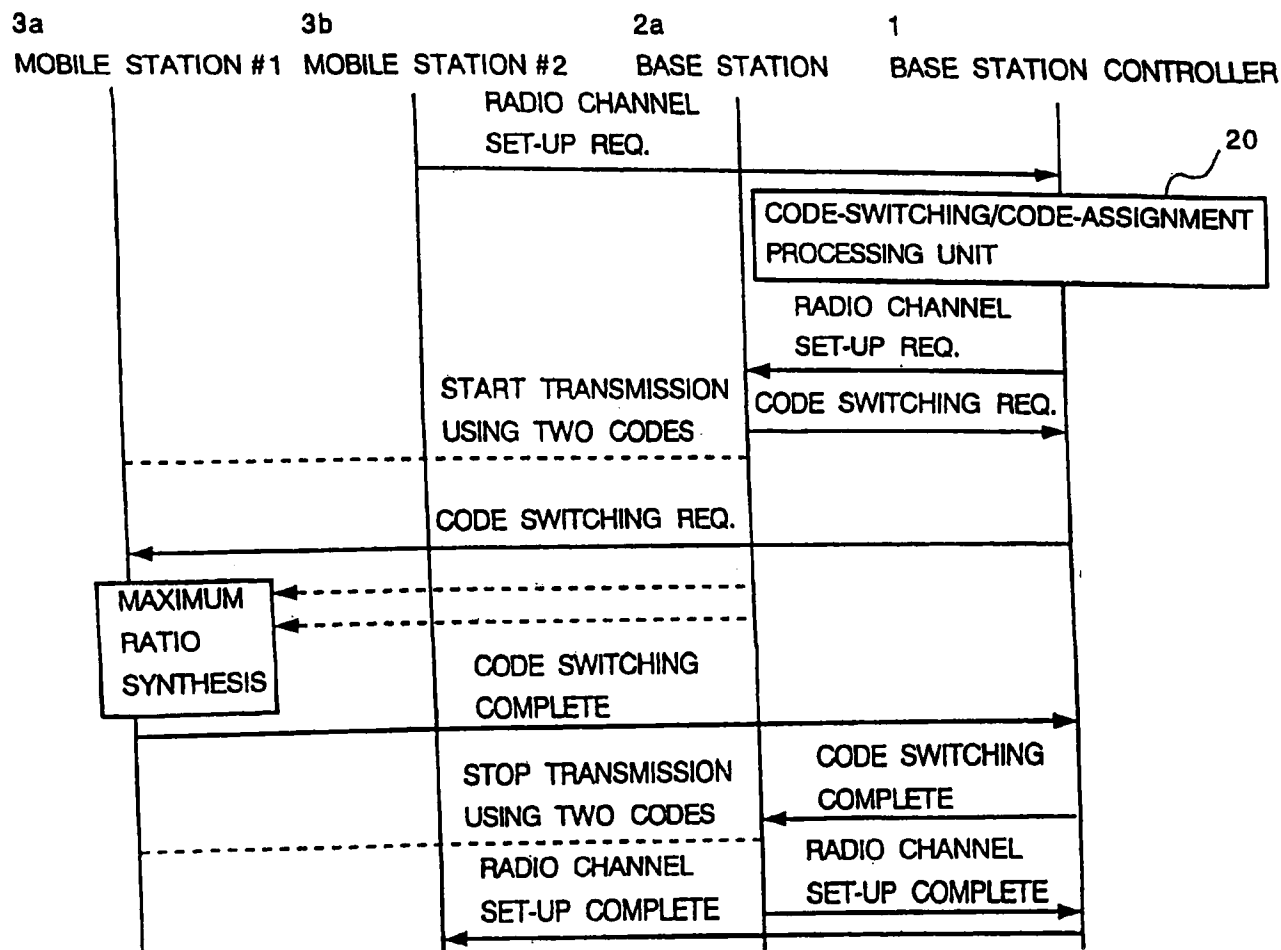 3a 3b 2a 1
MOBILE STATION #1 MOBILE STATION #2 BASE STATION BASE STATION CONTROLLER
RADIO CHANNEL
SET-UP REQ.
20
CODE-SWITCHING/CODE-ASSIGNMENT
PROCESSING UNIT
RADIO CHANNEL
SET-UP REQ.
START TRANSMISSION
USING TWO CODES
CODE SWITCHING REQ.
CODE SWITCHING REQ.
MAXIMUM
RATIO
SYNTHESIS
CODE SWITCHING
COMPLETE
CODE SWITCHING
COMPLETE
STOP TRANSMISSION
USING TWO CODES
RADIO CHANNEL
SET-UP COMPLETE
RADIO CHANNEL
SET-UP COMPLETE